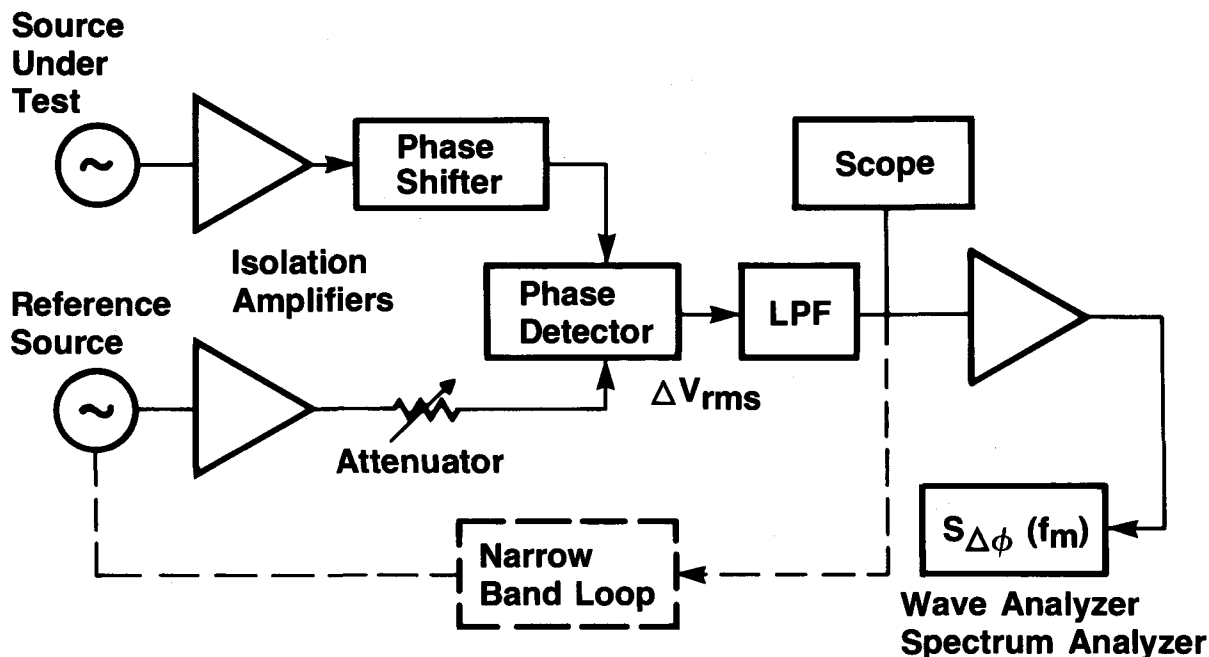 Source
Under
Test
~
Phase
Shifter
Scope
Isolation
Amplifiers
Reference
Source
~
Phase
Detector
LPF
ΔVrms
Attenuator
Narrow
Band Loop
SΔϕ (fm)
Wave Analyzer
Spectrum Analyzer